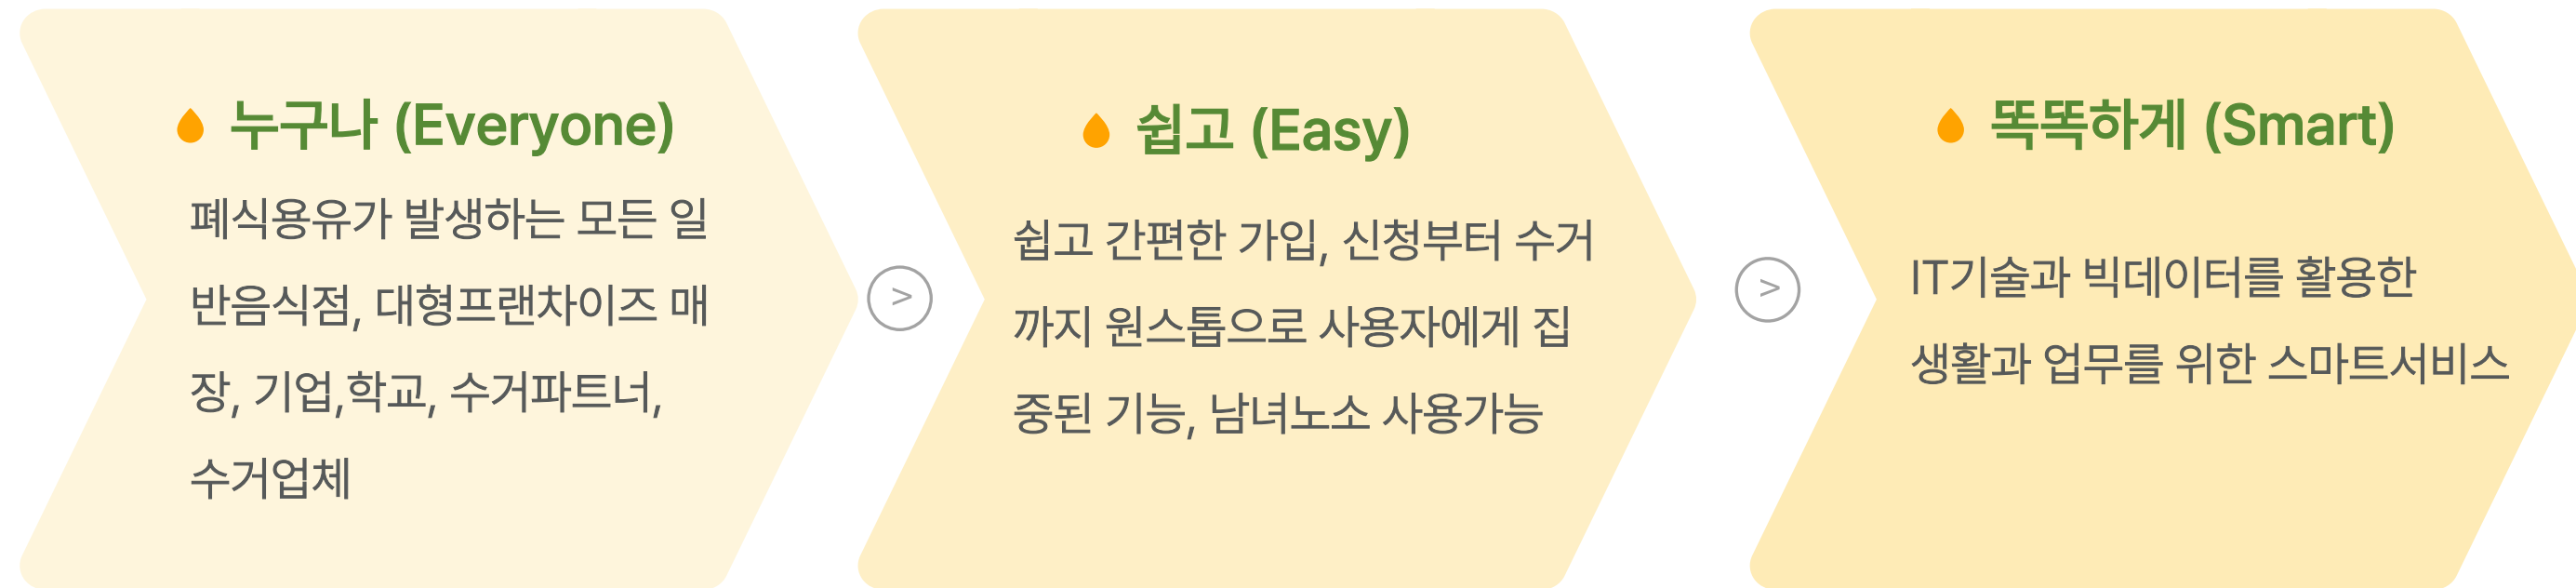 누구나 (Everyone)
폐식용유가 발생하는 모든 일
반음식점, 대형프랜차이즈 매
장, 기업,학교, 수거파트너,
수거업체
>
쉽고 (Easy)
쉽고 간편한 가입, 신청부터 수거
까지 원스톱으로 사용자에게 집
중된 기능, 남녀노소 사용가능
>
똑똑하게 (Smart)
IT기술과 빅데이터를 활용한
생활과 업무를 위한 스마트서비스